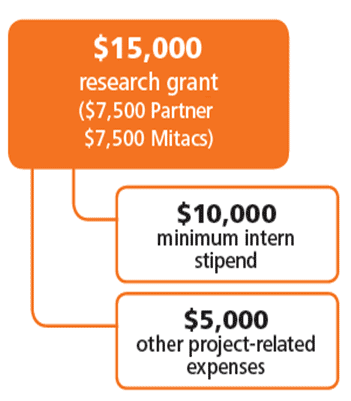 $15,000
research grant
($7,500 Partner
$7,500 Mitacs)
$10,000
minimum intern
stipend
$5,000
other project-related
expenses